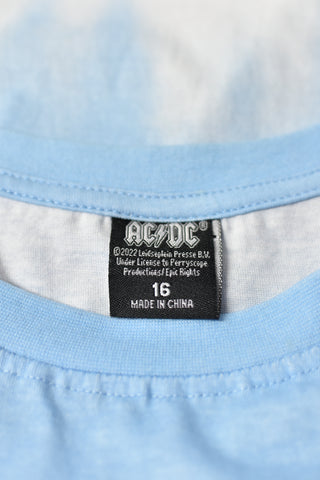 AC/DC®
©2022 Leidseplein Presse B.V.
Under License to Perryscope
Productions/Epic Rights
16
MADE IN CHINA